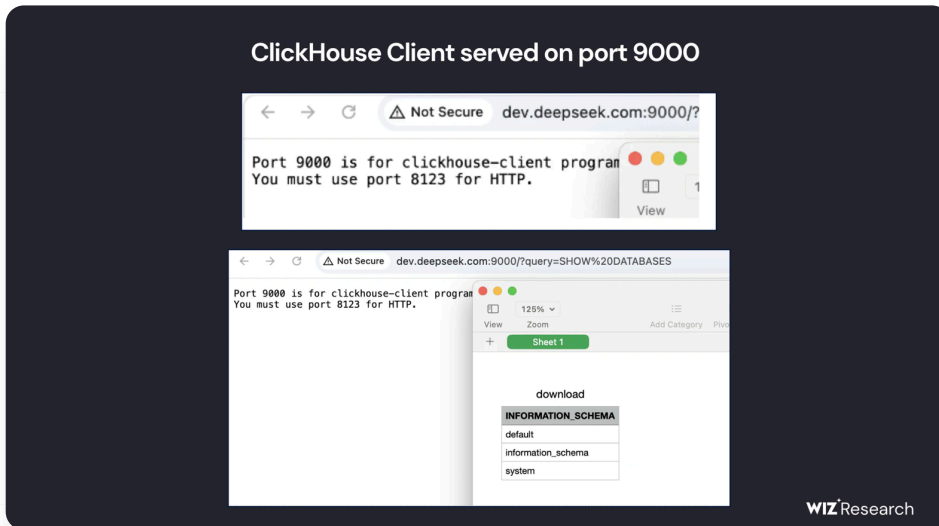 ClickHouse Client served on port 9000
Not Secure dev.deepseek.com:9000/?
Port 9000 is for clickhouse-client program
You must use port 8123 for HTTP.
1
View
Not Secure dev.deepseek.com:9000/?query=SHOW%20DATABASES
Port 9000 is for clickhouse-client program
You must use port 8123 for HTTP.
125%
View Zoom Add Category Pivo
+ Sheet 1
download
INFORMATION_SCHEMA
default
information_schema
system
WIZ Research